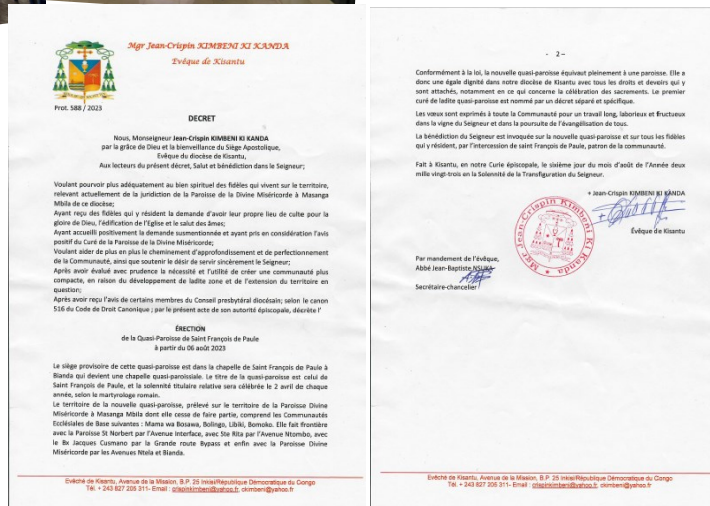 Mgr Jean-Crispin KIMBENI KI KANDA
Evêque de Kisantu
Prot. 588 / 2023
DECRET
Nous, Monseigneur Jean-Crispin KIMBENI KI KANDA
par la grâce de Dieu et la bienveillance du Siège Apostolique,
Evêque du diocèse de Kisantu,
Aux lecteurs du présent décret, Salut et bénédiction dans le Seigneur;
Voulant pourvoir plus adéquatement au bien spirituel des fidèles qui vivent sur le territoire,
relevant actuellement de la juridiction de la Paroisse de la Divine Miséricorde à Masanga
Mbila de ce diocèse;
Ayant reçu des fidèles qui y résident la demande d'avoir leur propre lieu de culte pour la
gloire de Dieu, l'édification de l'Eglise et le salut des âmes;
Ayant accueilli positivement la demande susmentionnée et ayant pris en considération l'avis
positif du Curé de la Paroisse de la Divine Miséricorde;
Voulant aider de plus en plus le cheminement d'approfondissement et de perfectionnement
de la Communauté, ainsi que soutenir le désir de servir sincèrement le Seigneur;
Après avoir évalué avec prudence la nécessité et l'utilité de créer une communauté plus
compacte, en raison du développement de ladite zone et de l'extension du territoire en
question;
Après avoir reçu l'avis de certains membres du Conseil presbytéral diocésain; selon le canon
516 du Code de Droit Canonique ; par le présent acte de son autorité épiscopale, décrète l'
ÉRECTION
de la Quasi-Paroisse de Saint François de Paule
à partir du 06 août 2023
Le siège provisoire de cette quasi-paroisse est dans la chapelle de Saint François de Paule à
Bianda qui devient une chapelle quasi-paroissiale. Le titre de la quasi-paroisse est celui de
Saint François de Paule, et la solennité titulaire relative sera célébrée le 2 avril de chaque
année, selon le martyrologe romain.
Le territoire de la nouvelle quasi-paroisse, prélevé sur le territoire de la Paroisse Divine
Miséricorde à Masanga Mbila dont elle cesse de faire partie, comprend les Communautés
Ecclésiales de Base suivantes : Mama wa Bosawa, Bolingo, Libiki, Bomoko. Elle fait frontière
avec la Paroisse St Norbert par l'Avenue Interface, avec Ste Rita par l'Avenue Ntombo, avec
le Bx Jacques Cusmano par la Grande route Bypass et enfin avec la Paroisse Divine
Miséricorde par les Avenues Ntela et Bianda.
Evêché de Kisantu, Avenue de la Mission, B.P. 25 Inkisi/République Démocratique du Congo
Tél. + 243 827 205 311- Email : crispinkimbeni@yahoo.fr, ckimbeni@yahoo.fr
- 2 –
Conformément à la loi, la nouvelle quasi-paroisse équivaut pleinement à une paroisse. Elle a
donc une égale dignité dans notre diocèse de Kisantu avec tous les droits et devoirs qui y
sont attachés, notamment en ce qui concerne la célébration des sacrements. Le premier
curé de ladite quasi-paroisse est nommé par un décret séparé et spécifique.
Les vœux sont exprimés à toute la Communauté pour un travail long, laborieux et fructueux
dans la vigne du Seigneur et dans la poursuite de l'évangélisation de tous.
La bénédiction du Seigneur est invoquée sur la nouvelle quasi-paroisse et sur tous les fidèles
qui y résident, par l'intercession de saint François de Paule, patron de la communauté.
Fait à Kisantu, en notre Curie épiscopale, le sixième jour du mois d'août de l'Année deux
mille vingt-trois en la Solennité de la Transfiguration du Seigneur.
+ Jean-Crispin KIMBENI KI KANDA
Evêque de Kisantu
Mgr Jean-Crispin Kimbeni Ki Kanda
Par mandement de l'évêque,
Abbé Jean-Baptiste NSUKA
Secrétaire-chancelier
Evêché de Kisantu, Avenue de la Mission, B.P. 25 Inkisi/République Démocratique du Congo
Tél. + 243 827 205 311- Email : crispinkimbeni@yahoo.fr, ckimbeni@yahoo.fr